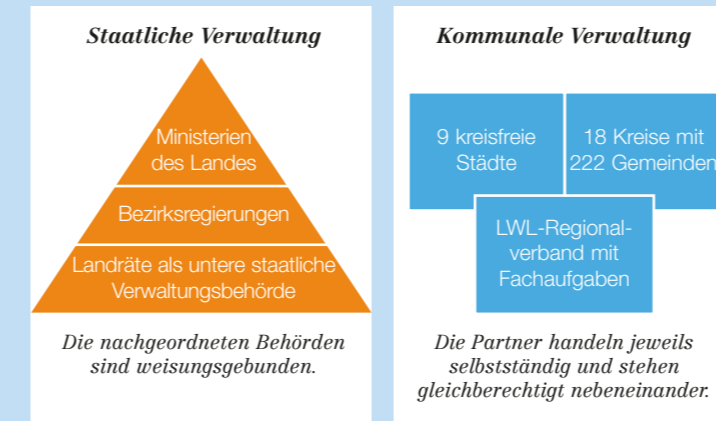 Staatliche Verwaltung
Ministerien
des Landes
Bezirksregierungen
Landräte als untere staatliche
Verwaltungsbehörde
Die nachgeordneten Behörden
sind weisungsgebunden.
Kommunale Verwaltung
9 kreisfreie
Städte
18 Kreise mit
222 Gemeinden
LWL-Regional-
verband mit
Fachaufgaben
Die Partner handeln jeweils
selbstständig und stehen
gleichberechtigt nebeneinander.